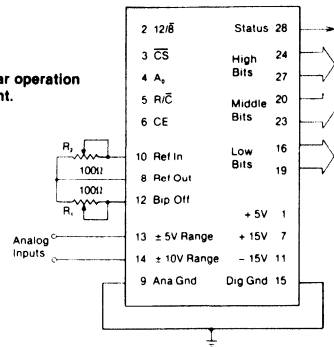 ar operation
nt.
2 12/8̅
3 C̅S̅
4 A₀
5 R/C̅
6 CE
10 Ref In
8 Ref Out
12 Bip Off
13 ± 5V Range
14 ± 10V Range
9 Ana Gnd
Status 28
High Bits
24
27
Middle Bits
20
23
Low Bits
16
19
+ 5V 1
+ 15V 7
− 15V 11
Dig Gnd 15
R₂
100Ω
100Ω
R₁
Analog
Inputs